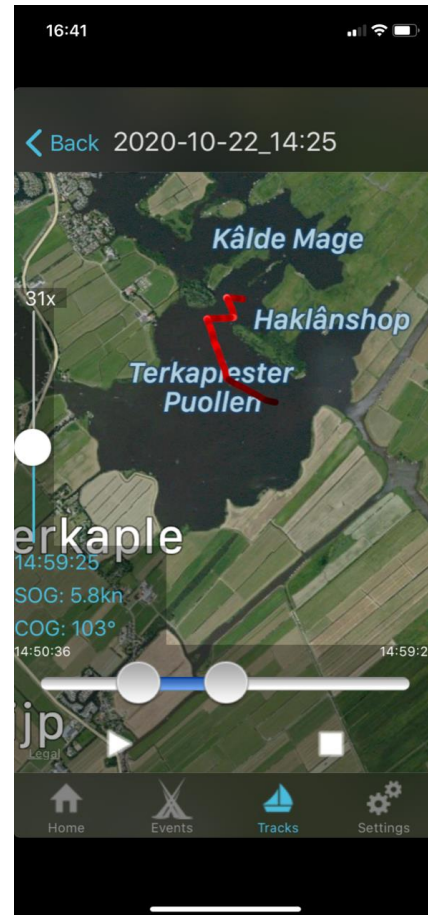 16:41
Back 2020-10-22_14:25
Kâlde Mage
31x
Haklânshop
Terkaplester
Puollen
erkaple
14:59:25
SOG: 5.8kn
COG: 103°
14:50:36 14:59:2
ijp
Legal
Home Events Tracks Settings